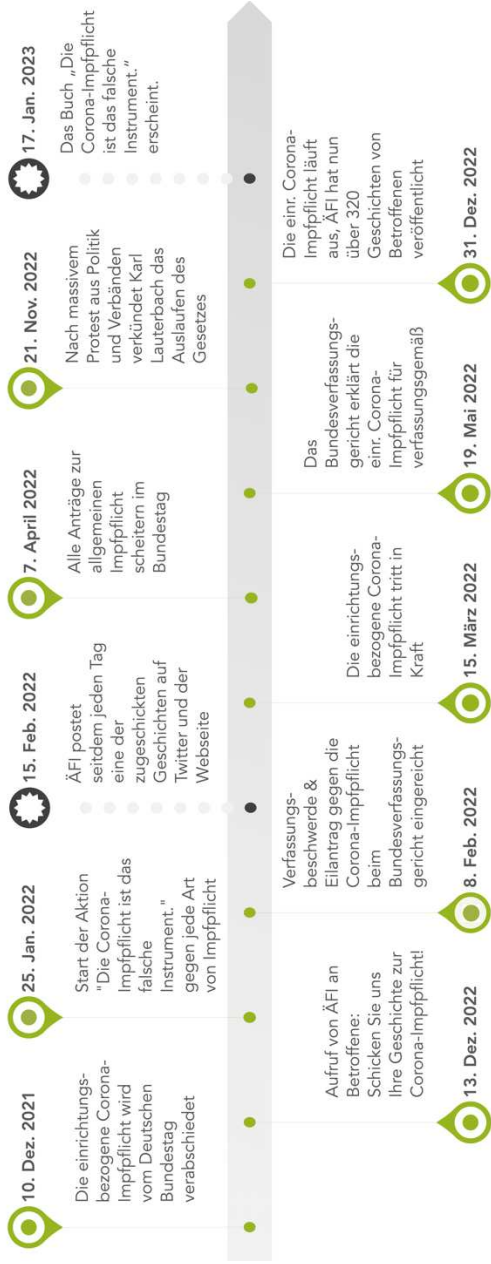 10. Dez. 2021
Die einrichtungs-
bezogene Corona-
Impfpflicht wird
vom Deutschen
Bundestag
verabschiedet
13. Dez. 2022
Aufruf von ÄFI an
Betroffene:
Schicken Sie uns
Ihre Geschichte zur
Corona-Impfpflicht!
25. Jan. 2022
Start der Aktion
"Die Corona-
Impfpflicht ist das
falsche
Instrument."
gegen jede Art
von Impfpflicht
8. Feb. 2022
Verfassungs-
beschwerde &
Eilantrag gegen die
Corona-Impfpflicht
beim
Bundesverfassungs-
gericht eingereicht
15. Feb. 2022
ÄFI postet
seitdem jeden Tag
eine der
zugeschickten
Geschichten auf
Twitter und der
Webseite
15. März 2022
Die einrichtungs-
bezogene Corona-
Impfpflicht tritt in
Kraft
7. April 2022
Alle Anträge zur
allgemeinen
Impfpflicht
scheitern im
Bundestag
19. Mai 2022
Das
Bundesverfassungs-
gericht erklärt die
einr. Corona-
Impfpflicht für
verfassungsgemäß
21. Nov. 2022
Nach massivem
Protest aus Politik
und Verbänden
verkündet Karl
Lauterbach das
Auslaufen des
Gesetzes
31. Dez. 2022
Die einr. Corona-
Impfpflicht läuft
aus, ÄFI hat nun
über 320
Geschichten von
Betroffenen
veröffentlicht
17. Jan. 2023
Das Buch „Die
Corona-Impfpflicht
ist das falsche
Instrument.“
erscheint.